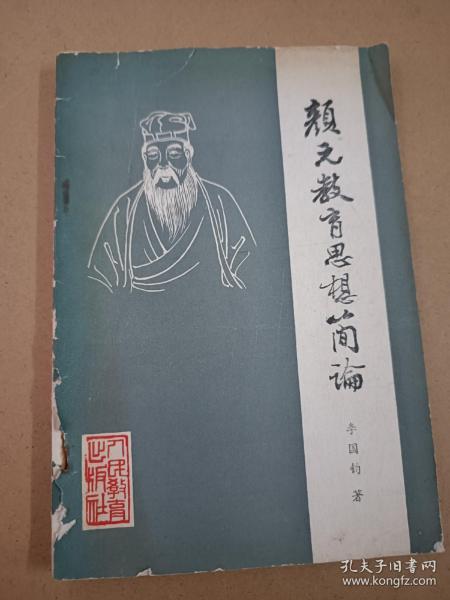 颜元教育思想简論
李国钧 著
人民教育
出版社
孔夫子旧书网
www.kongfz.com